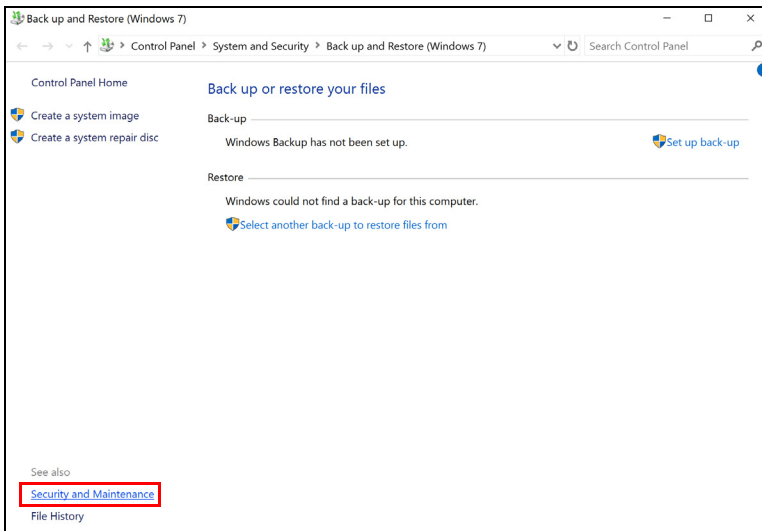 Back up and Restore (Windows 7)
Control Panel > System and Security > Back up and Restore (Windows 7)
Search Control Panel
Control Panel Home
Create a system image
Create a system repair disc
Back up or restore your files
Back-up
Windows Backup has not been set up.
Set up back-up
Restore
Windows could not find a back-up for this computer.
Select another back-up to restore files from
See also
Security and Maintenance
File History